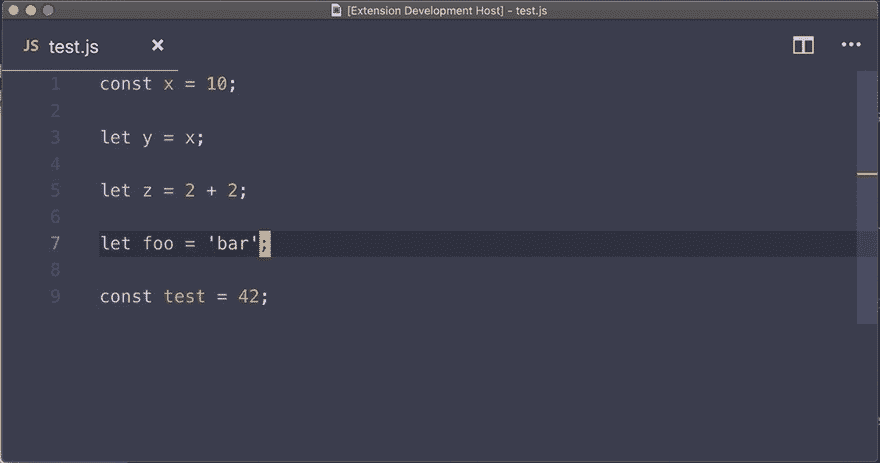 [Extension Development Host] - test.js
JS test.js
1 const x = 10;
2
3 let y = x;
4
5 let z = 2 + 2;
6
7 let foo = 'bar';
8
9 const test = 42;